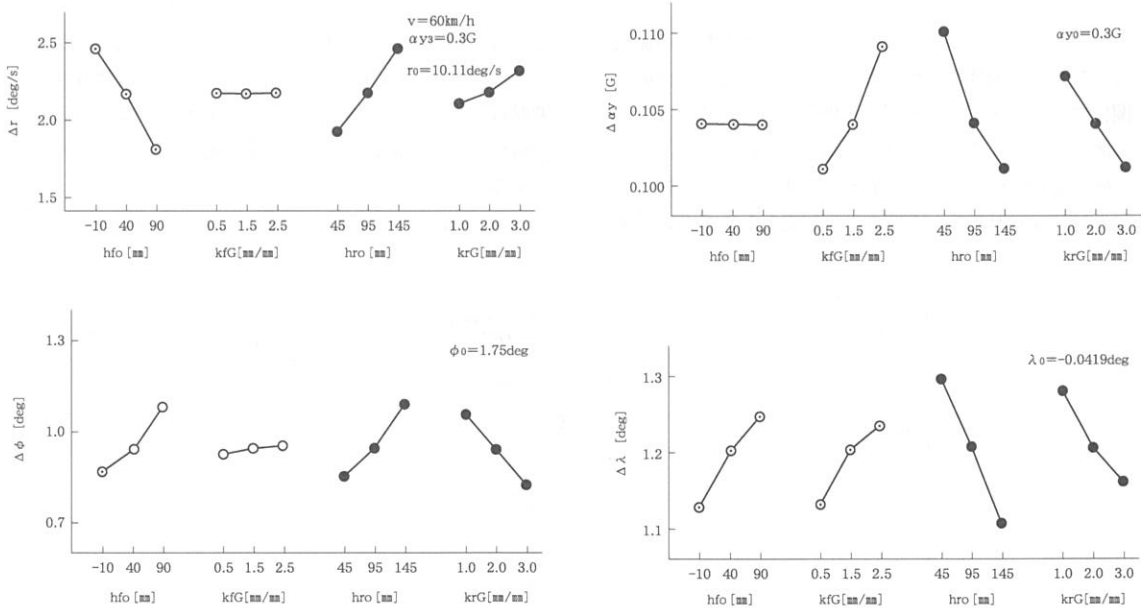 v=60㎞/h
αy3=0.3G
r0=10.11deg/s
Δr [deg/s]
2.5
2.0
1.5
-10 40 90 0.5 1.5 2.5 45 95 145 1.0 2.0 3.0
hfo [㎜] kfG[㎜/㎜] hro [㎜] krG[㎜/㎜]
αy0=0.3G
Δαy [G]
0.110
0.105
0.100
-10 40 90 0.5 1.5 2.5 45 95 145 1.0 2.0 3.0
hfo [㎜] kfG[㎜/㎜] hro [㎜] krG[㎜/㎜]
φ0=1.75deg
Δφ [deg]
1.3
1.0
0.7
-10 40 90 0.5 1.5 2.5 45 95 145 1.0 2.0 3.0
hfo [㎜] kfG[㎜/㎜] hro [㎜] krG[㎜/㎜]
λ0=-0.0419deg
Δλ [deg]
1.3
1.2
1.1
-10 40 90 0.5 1.5 2.5 45 95 145 1.0 2.0 3.0
hfo [㎜] kfG[㎜/㎜] hro [㎜] krG[㎜/㎜]